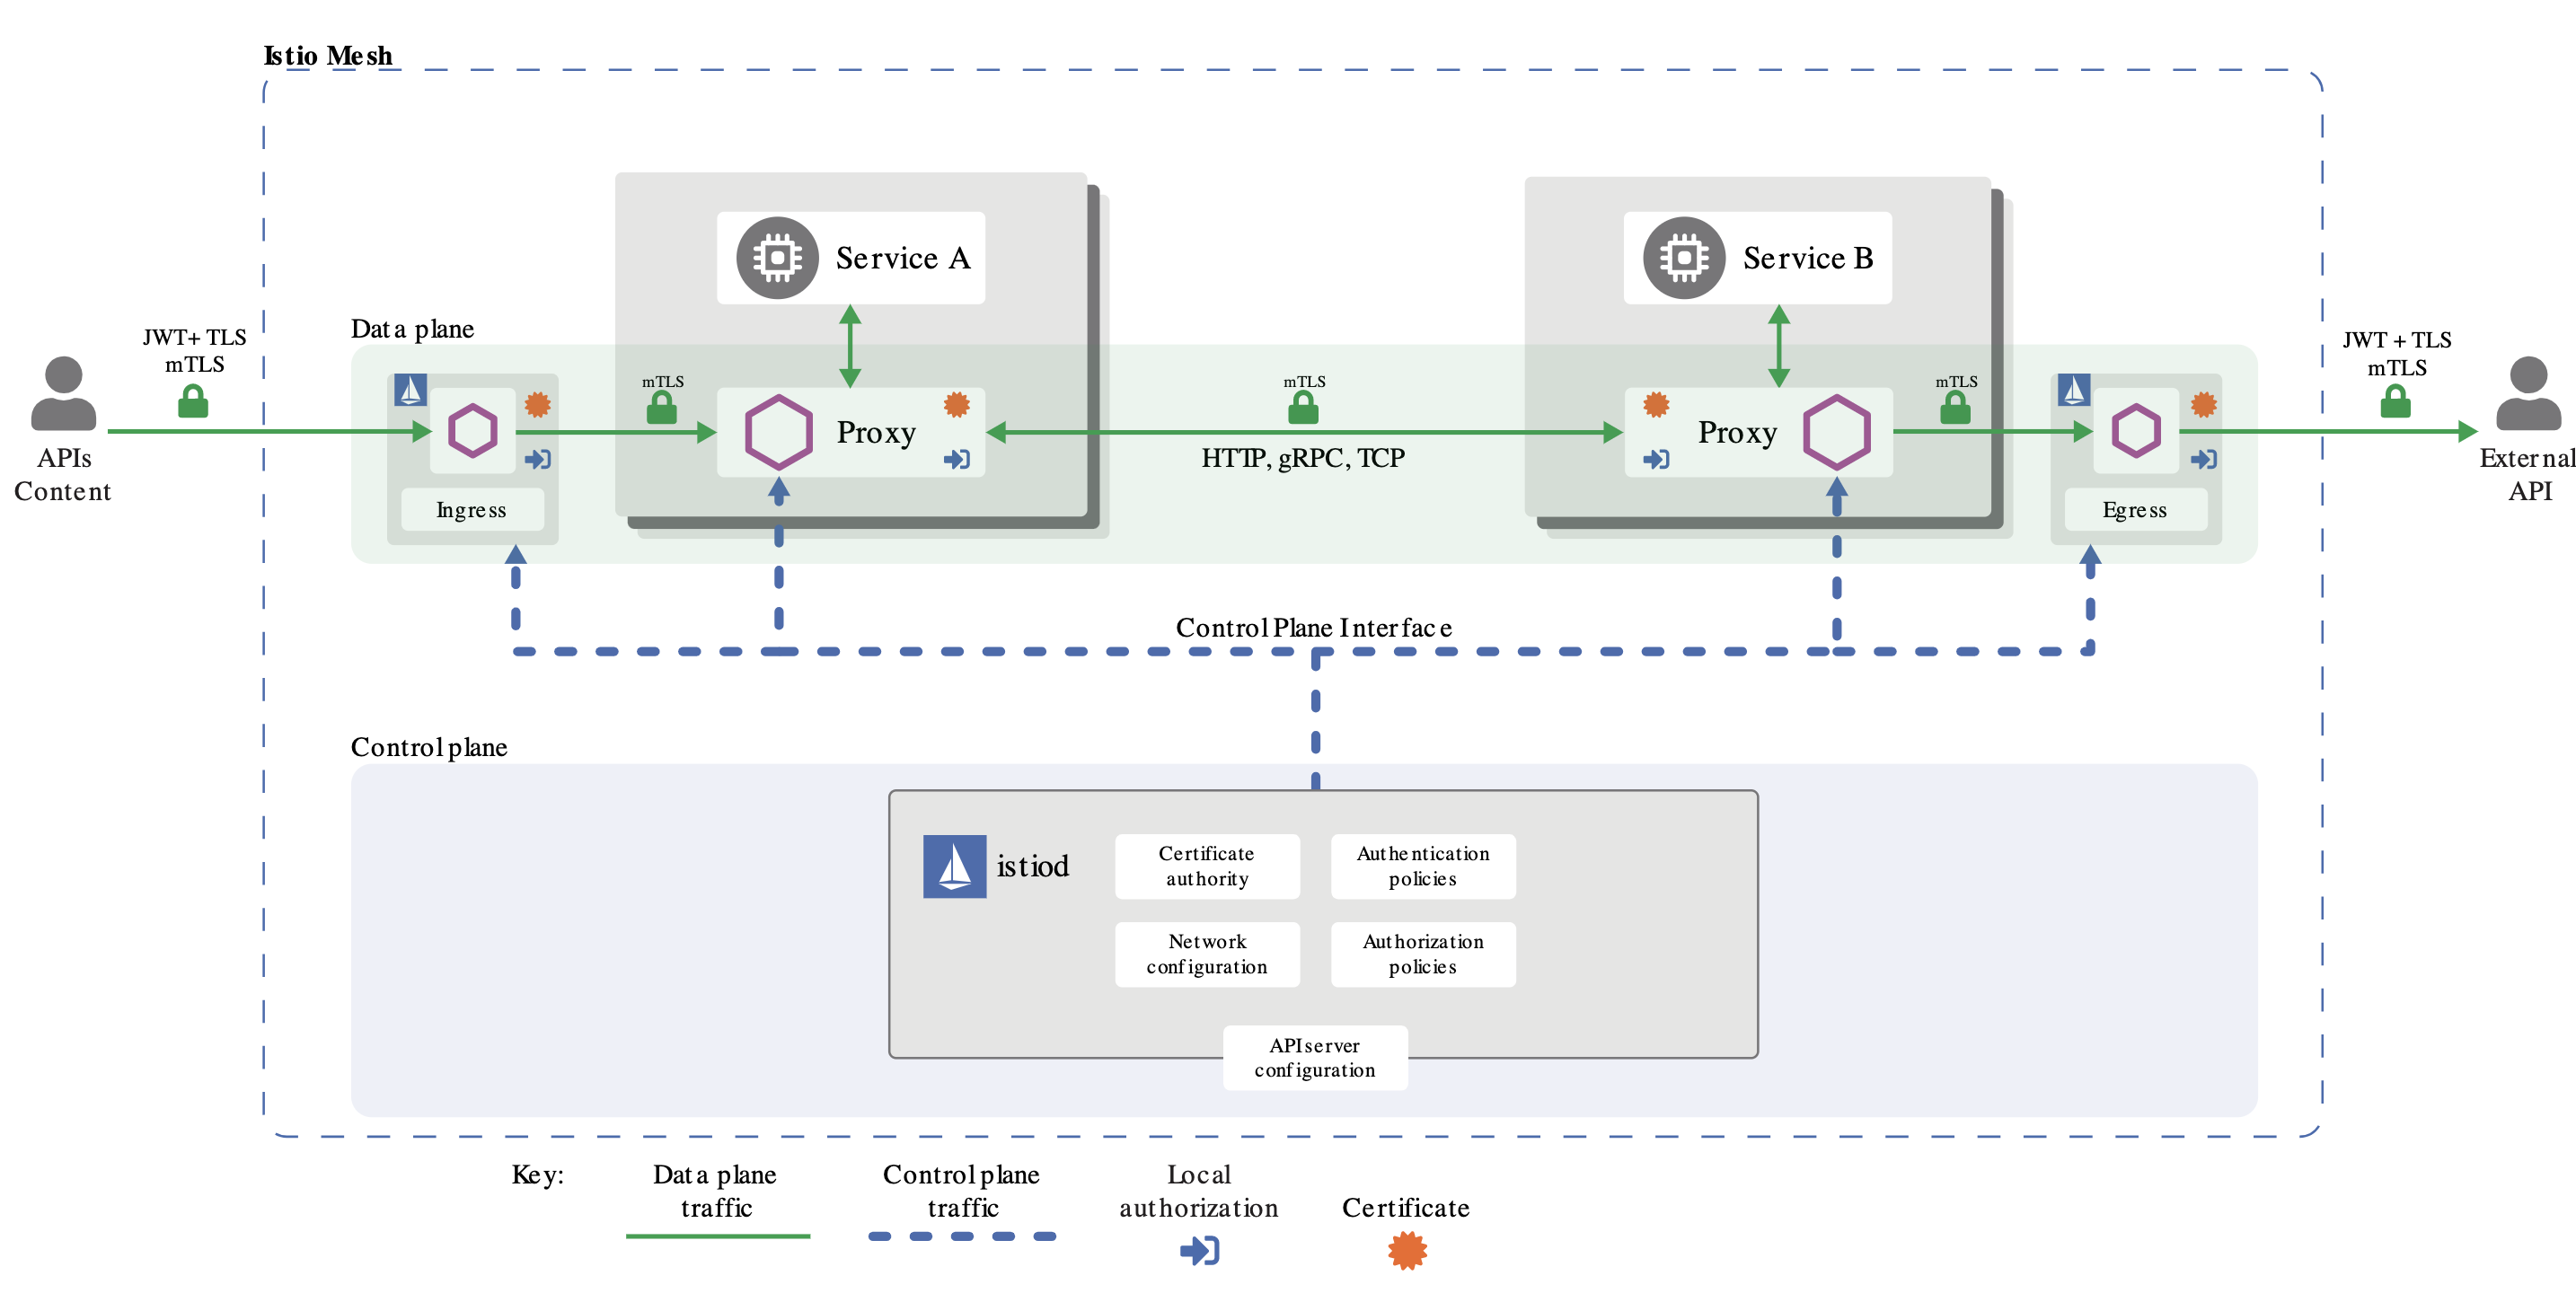 Istio Mesh
Service A
Service B
Data plane
JWT+ TLS
mTLS
JWT + TLS
mTLS
mTLS
mTLS
mTLS
APIs
Content
Proxy
HTTP, gRPC, TCP
Proxy
External
API
Ingress
Egress
Control Plane Interface
Control plane
istiod
Certificate
authority
Authentication
policies
Network
configuration
Authorization
policies
API server
configuration
Key:
Data plane
traffic
Control plane
traffic
Local
authorization
Certificate